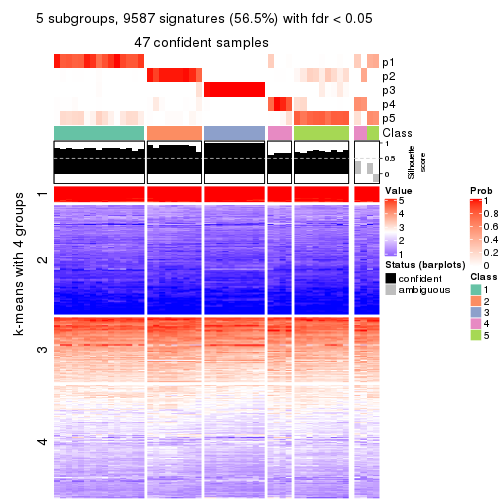 5 subgroups, 9587 signatures (56.5%) with fdr < 0.05
47 confident samples
p1
p2
p3
p4
p5
Class
1
0.5
0
Silhouette
score
k-means with 4 groups
1
2
3
4
Value
5
4
3
2
1
Status (barplots)
confident
ambiguous
Prob
1
0.8
0.6
0.4
0.2
0
Class
1
2
3
4
5